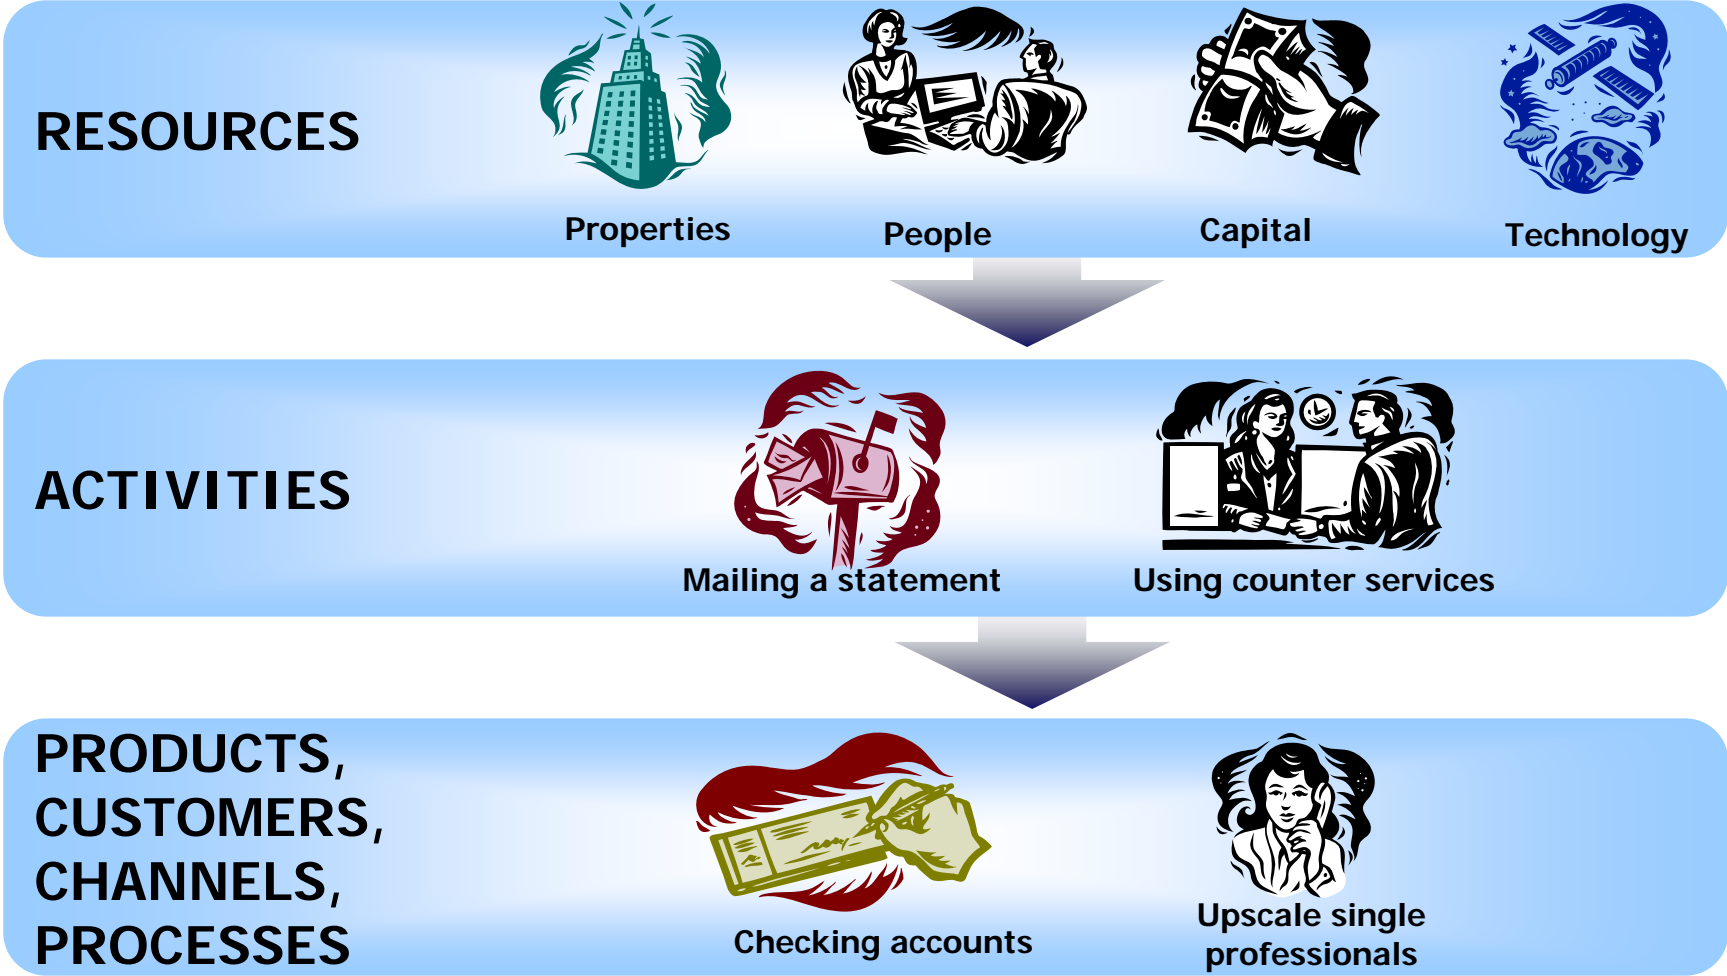 RESOURCES
Properties
People
Capital
Technology
ACTIVITIES
Mailing a statement
Using counter services
PRODUCTS,
CUSTOMERS,
CHANNELS,
PROCESSES
Checking accounts
Upscale single
professionals